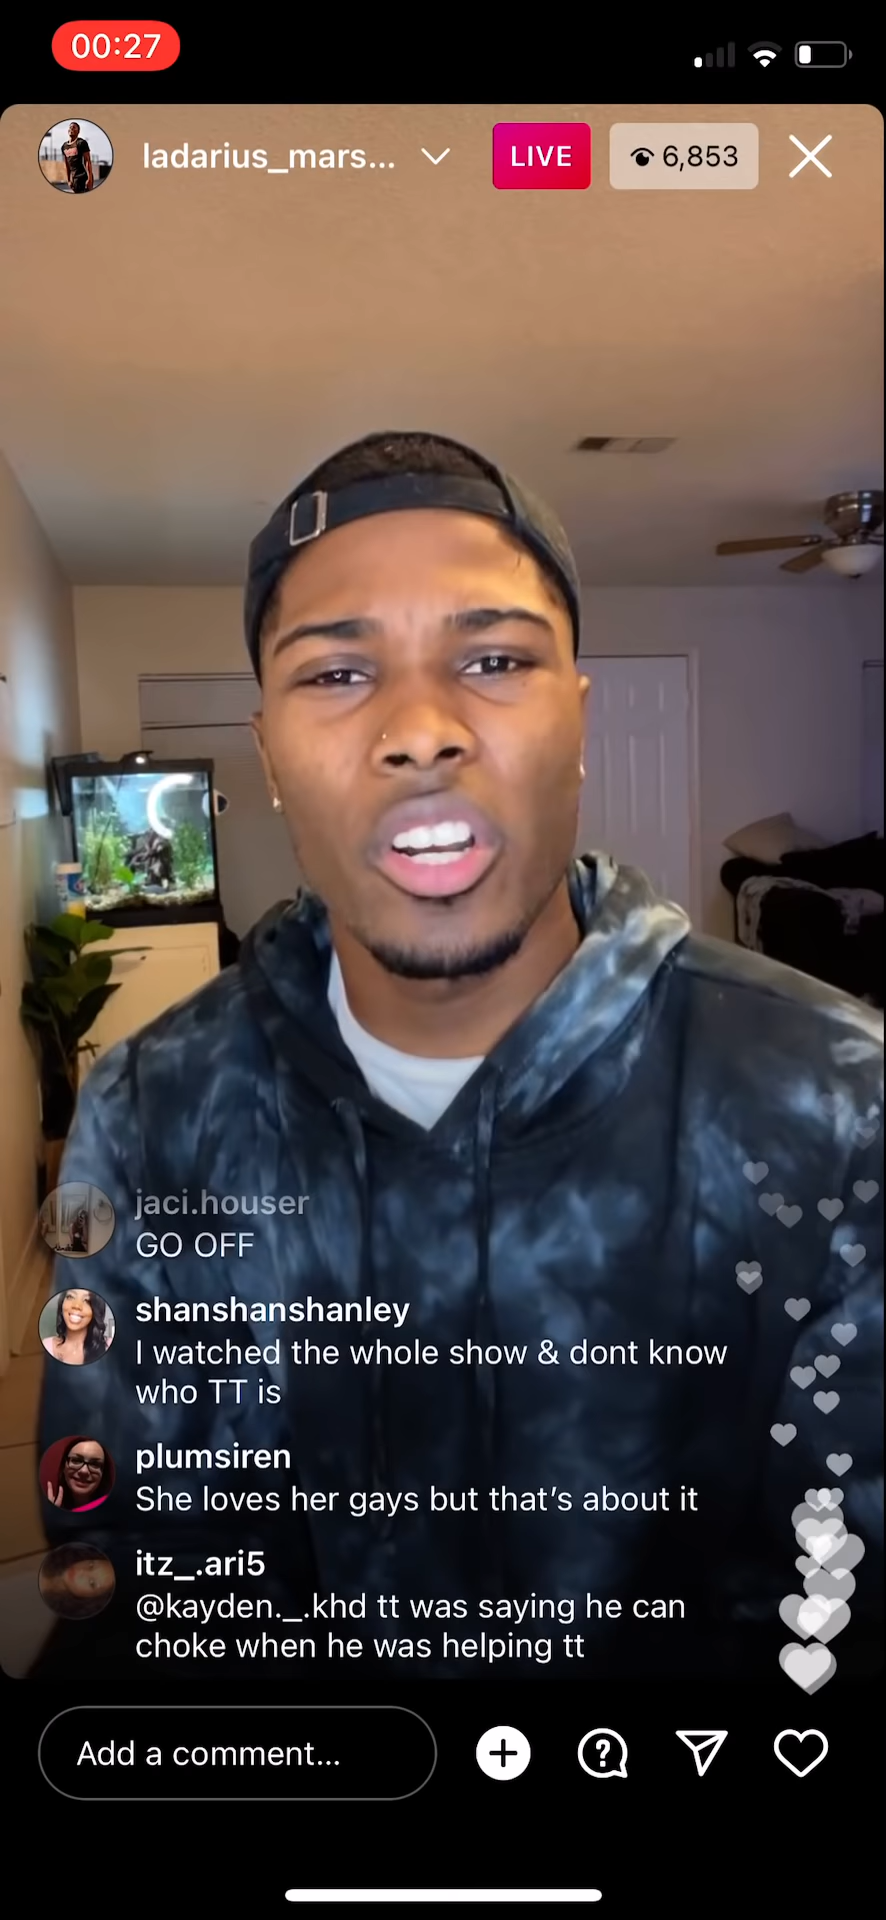 00:27
ladarius_mars...
LIVE
6,853
jaci.houser
GO OFF
shanshanshanley
I watched the whole show & dont know
who TT is
plumsiren
She loves her gays but that's about it
itz_.ari5
@kayden._.khd tt was saying he can
choke when he was helping tt
Add a comment...